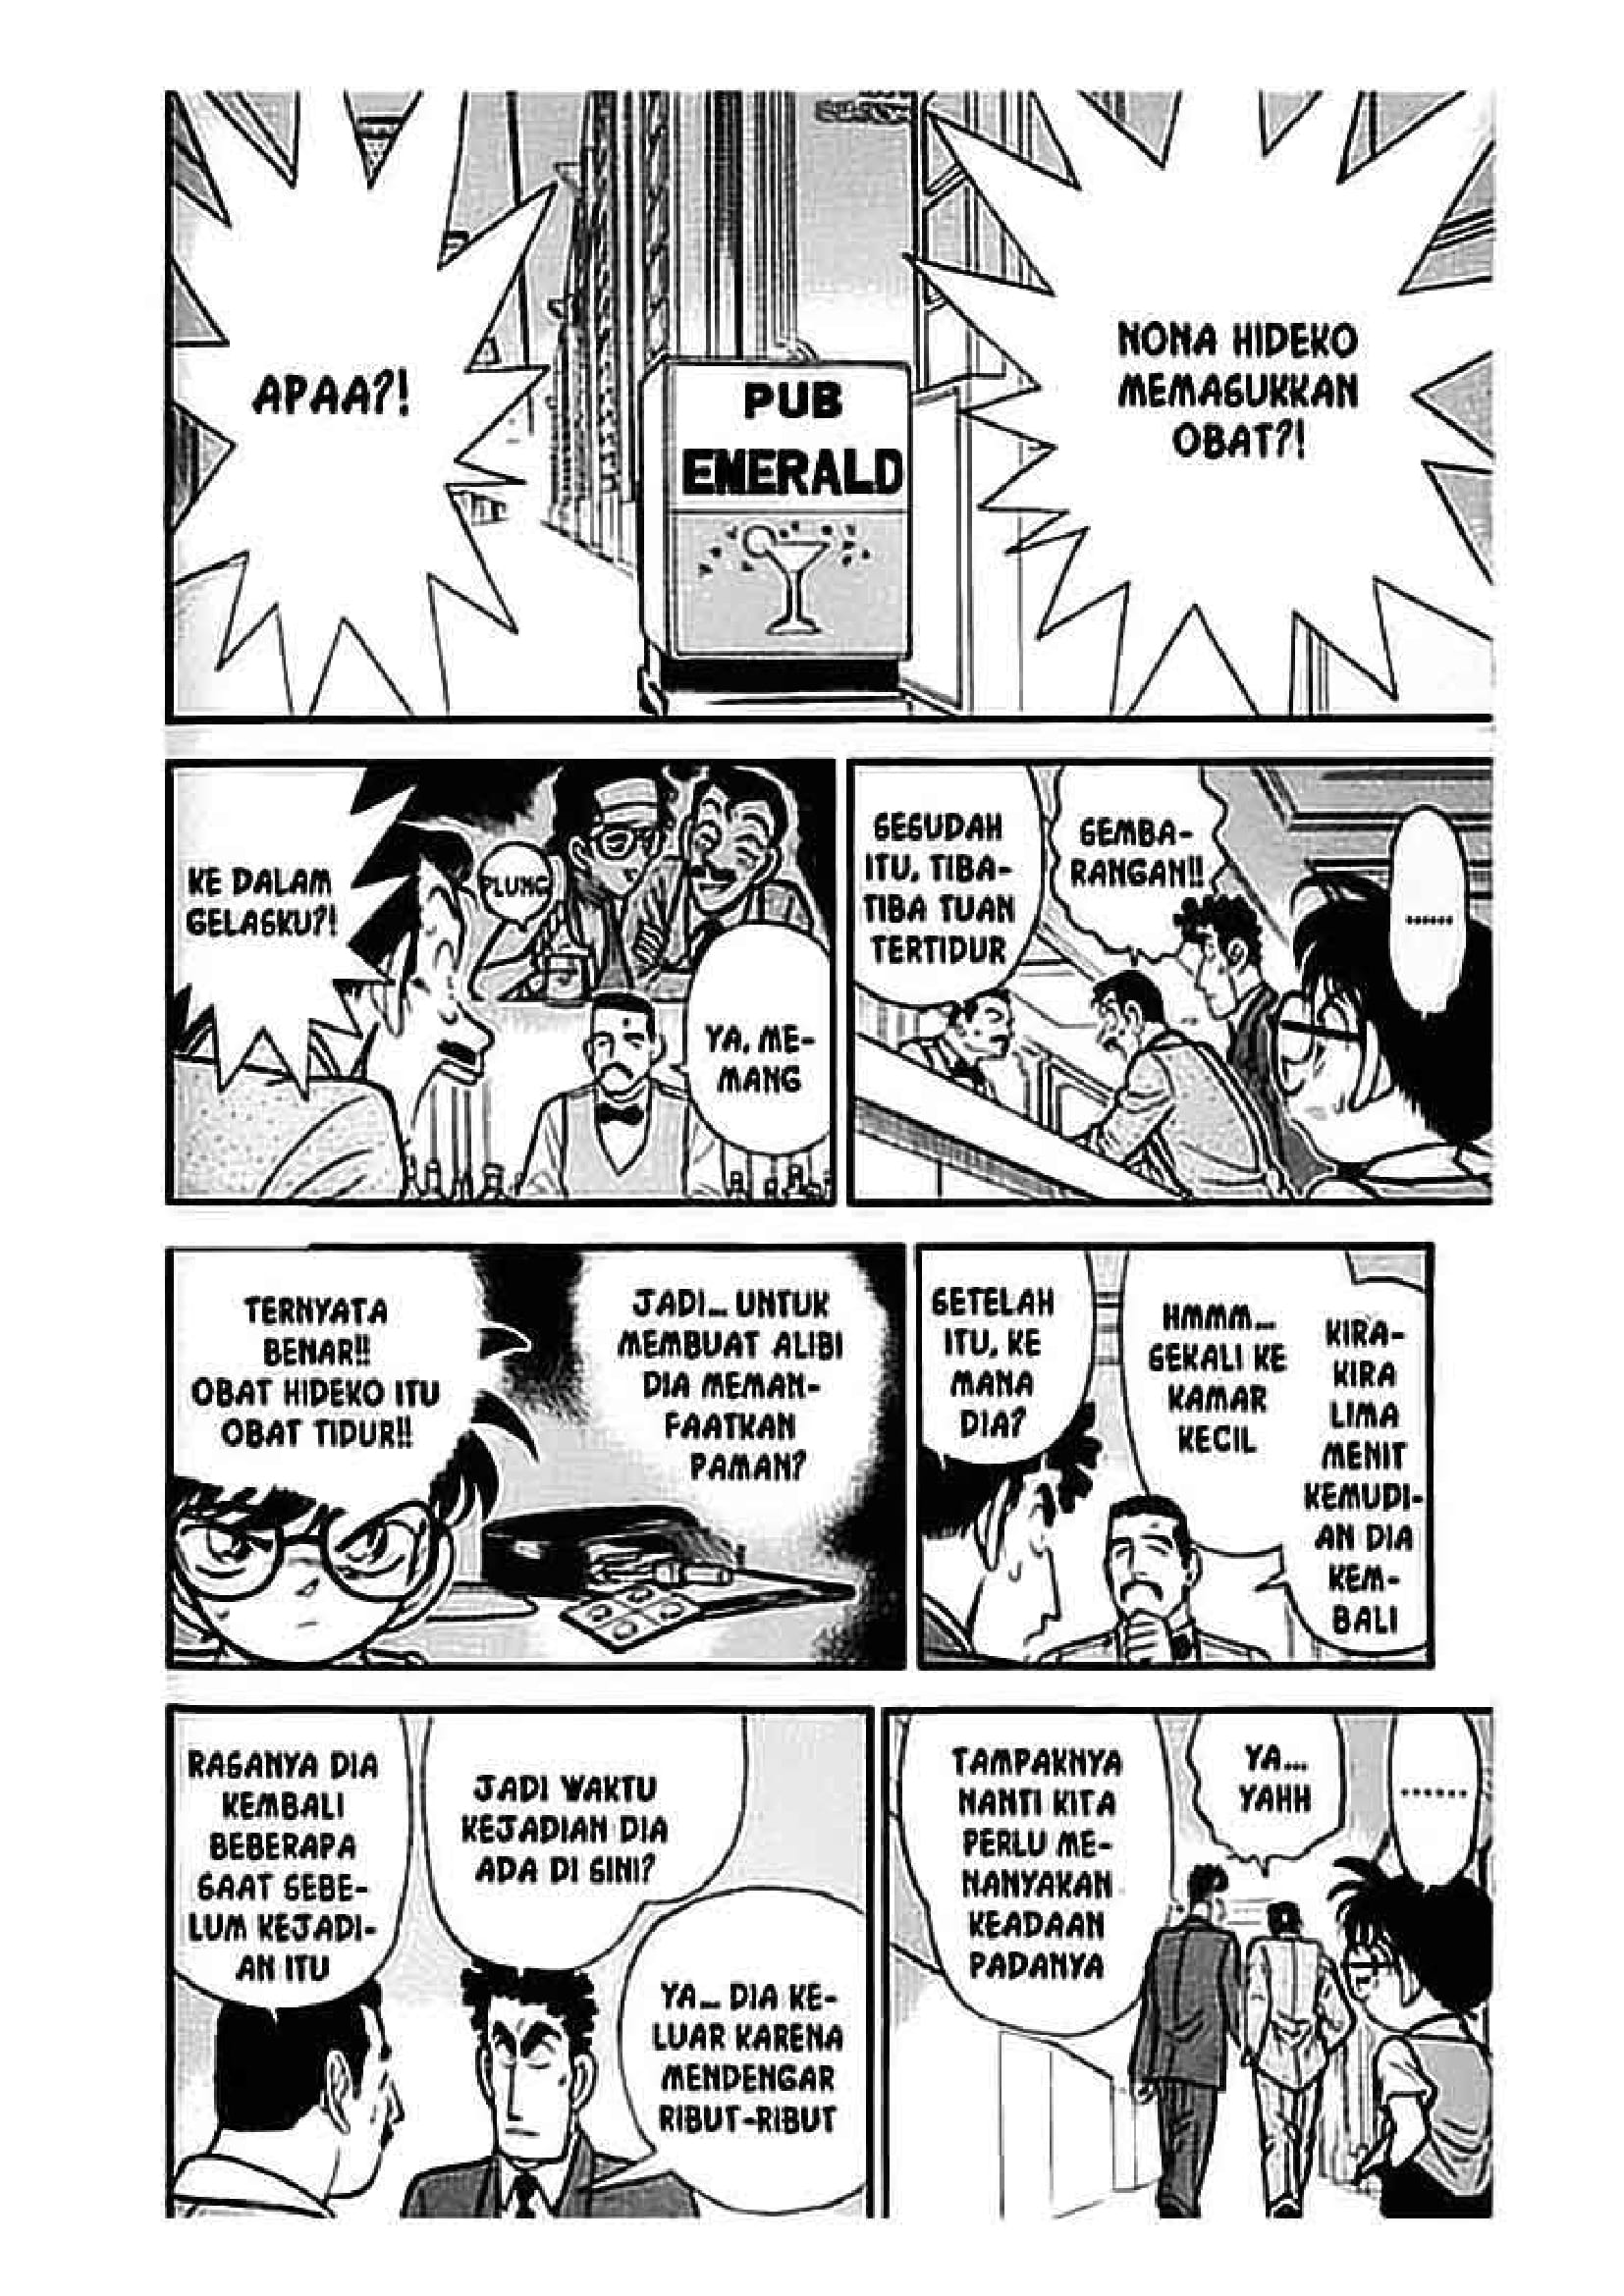 APAA?!
PUB
EMERALD
NONA HIDEKO
MEMASUKKAN
OBAT?!
KE DALAM
GELASKU?!
PLUNG
YA, ME-
MANG
SESUDAH
ITU, TIBA-
TIBA TUAN
TERTIDUR
SEMBA-
RANGAN!!
......
TERNYATA
BENAR!!
OBAT HIDEKO ITU
OBAT TIDUR!!
JADI... UNTUK
MEMBUAT ALIBI
DIA MEMAN-
FAATKAN
PAMAN?
SETELAH
ITU, KE
MANA
DIA?
HMMM...
SEKALI KE
KAMAR
KECIL
KIRA-
KIRA
LIMA
MENIT
KEMUDI-
AN DIA
KEM-
BALI
RASANYA DIA
KEMBALI
BEBERAPA
SAAT SEBE-
LUM KEJADI-
AN ITU
JADI WAKTU
KEJADIAN DIA
ADA DI SINI?
YA... DIA KE-
LUAR KARENA
MENDENGAR
RIBUT-RIBUT
TAMPAKNYA
NANTI KITA
PERLU ME-
NANYAKAN
KEADAAN
PADANYA
YA...
YAHH
......